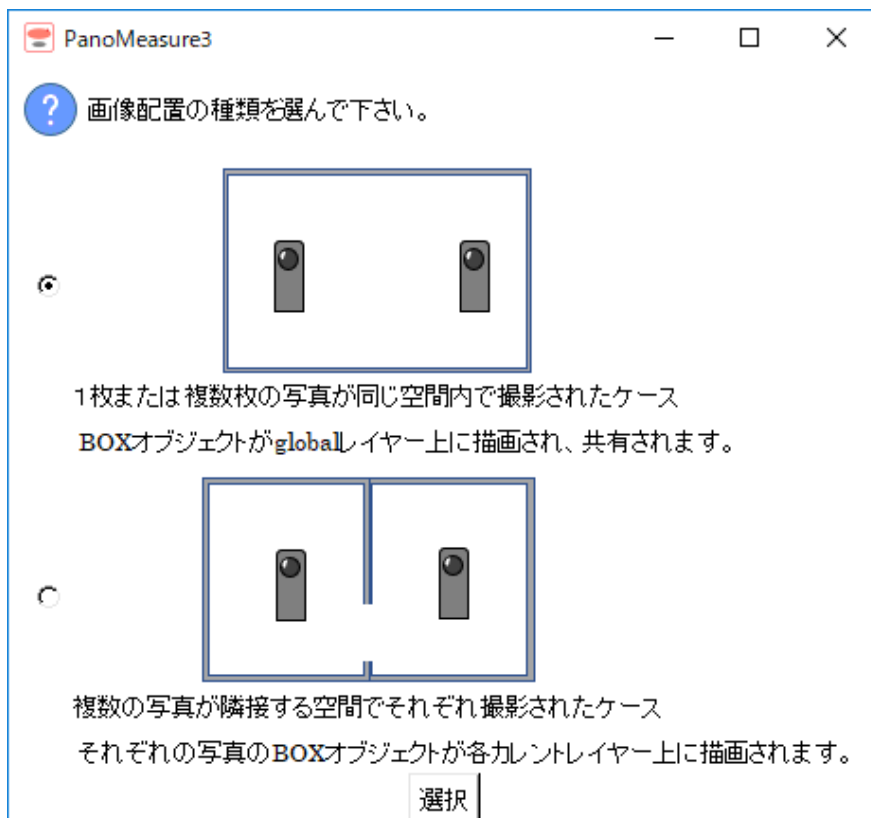 PanoMeasure3
?
画像配置の種類を選んで下さい。
1枚または複数枚の写真が同じ空間内で撮影されたケース
BOXオブジェクトがglobalレイヤー上に描画され、共有されます。
複数の写真が隣接する空間でそれぞれ撮影されたケース
それぞれの写真のBOXオブジェクトが各カレントレイヤー上に描画されます。
選択